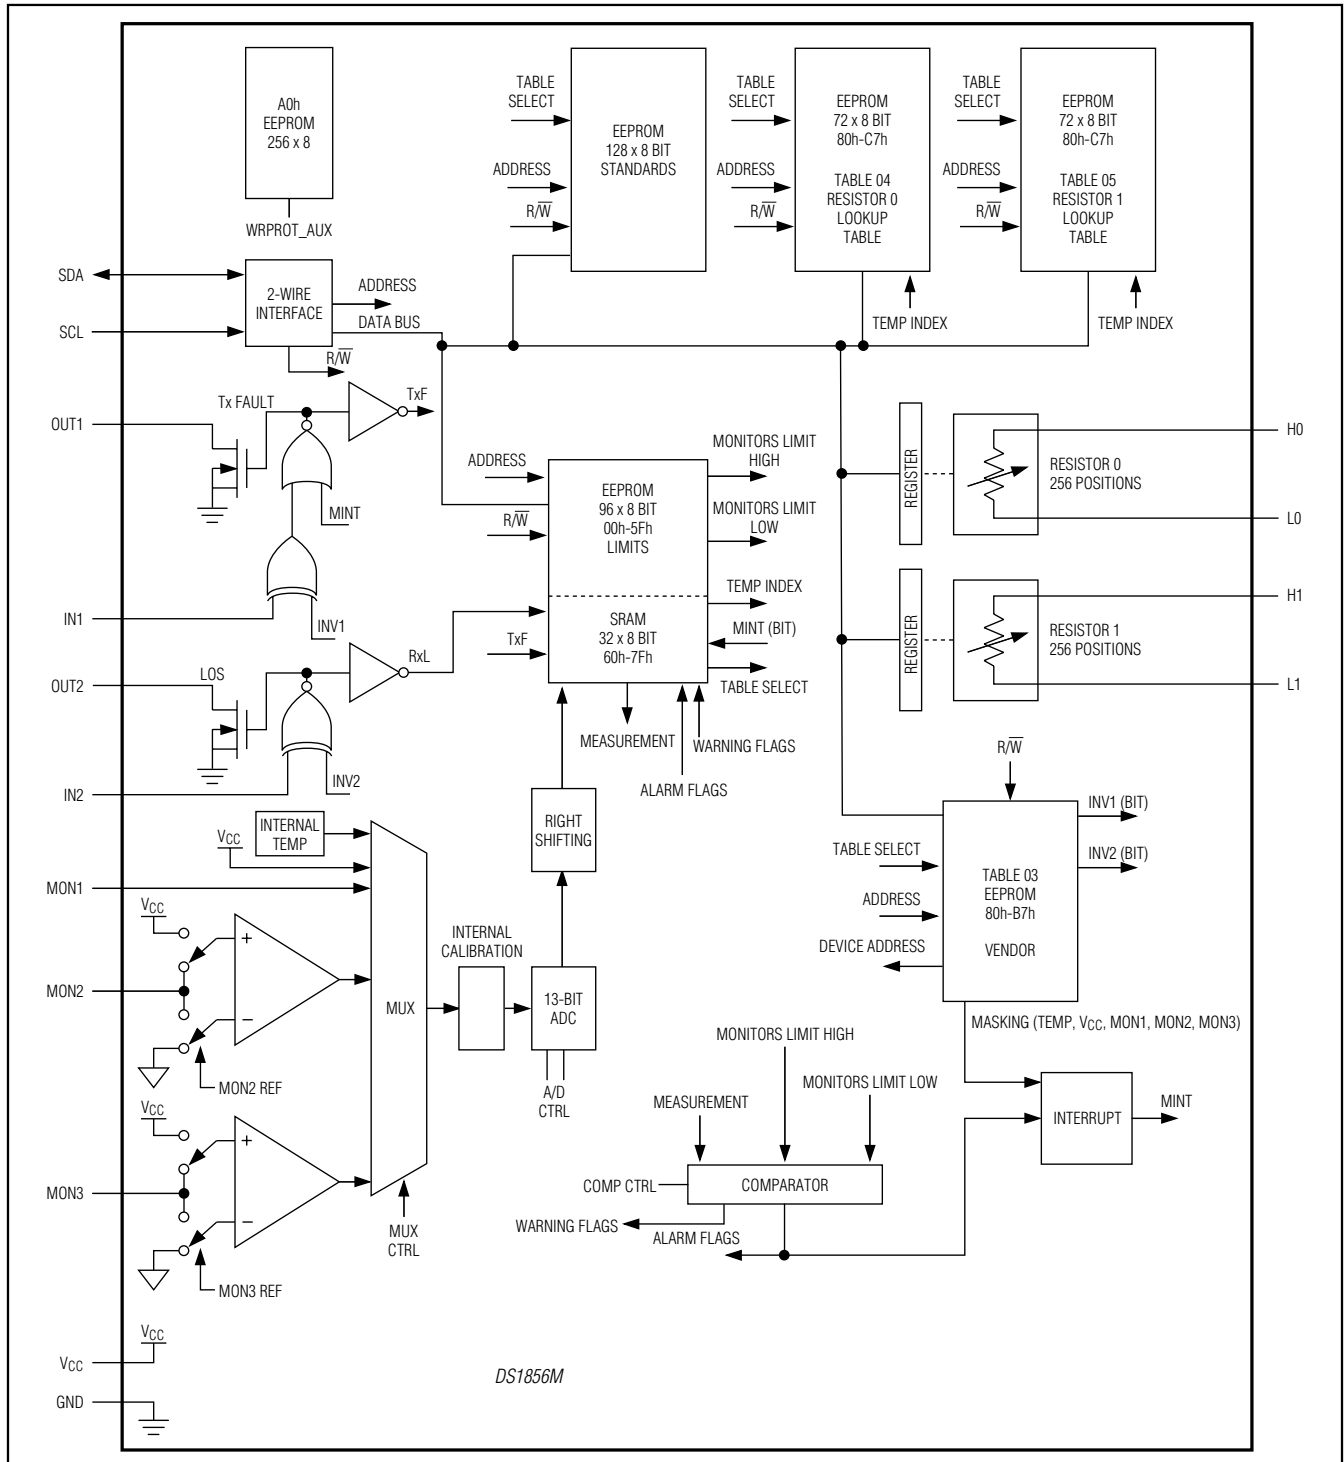 A0h
EEPROM
256 x 8
WRPROT_AUX
TABLE
SELECT
ADDRESS
R/W̅
EEPROM
128 x 8 BIT
STANDARDS
TABLE
SELECT
ADDRESS
R/W̅
EEPROM
72 x 8 BIT
80h-C7h
TABLE 04
RESISTOR 0
LOOKUP
TABLE
TEMP INDEX
TABLE
SELECT
ADDRESS
R/W̅
EEPROM
72 x 8 BIT
80h-C7h
TABLE 05
RESISTOR 1
LOOKUP
TABLE
TEMP INDEX
SDA
SCL
2-WIRE
INTERFACE
ADDRESS
DATA BUS
R/W̅
Tx FAULT
TxF
OUT1
MINT
IN1
INV1
LOS
RxL
OUT2
IN2
INV2
ADDRESS
R/W̅
TxF
EEPROM
96 x 8 BIT
00h-5Fh
LIMITS
SRAM
32 x 8 BIT
60h-7Fh
MONITORS LIMIT
HIGH
MONITORS LIMIT
LOW
TEMP INDEX
MINT (BIT)
TABLE SELECT
MEASUREMENT
WARNING FLAGS
ALARM FLAGS
REGISTER
RESISTOR 0
256 POSITIONS
H0
L0
REGISTER
RESISTOR 1
256 POSITIONS
H1
L1
INTERNAL
TEMP
VCC
MON1
VCC
MON2
+
−
MON2 REF
VCC
MON3
+
−
MON3 REF
MUX
MUX
CTRL
INTERNAL
CALIBRATION
13-BIT
ADC
A/D
CTRL
RIGHT
SHIFTING
R/W̅
TABLE SELECT
ADDRESS
DEVICE ADDRESS
TABLE 03
EEPROM
80h-B7h
VENDOR
INV1 (BIT)
INV2 (BIT)
MASKING (TEMP, VCC, MON1, MON2, MON3)
MONITORS LIMIT HIGH
MONITORS LIMIT LOW
MEASUREMENT
COMP CTRL
COMPARATOR
WARNING FLAGS
ALARM FLAGS
INTERRUPT
MINT
VCC
VCC
GND
DS1856M